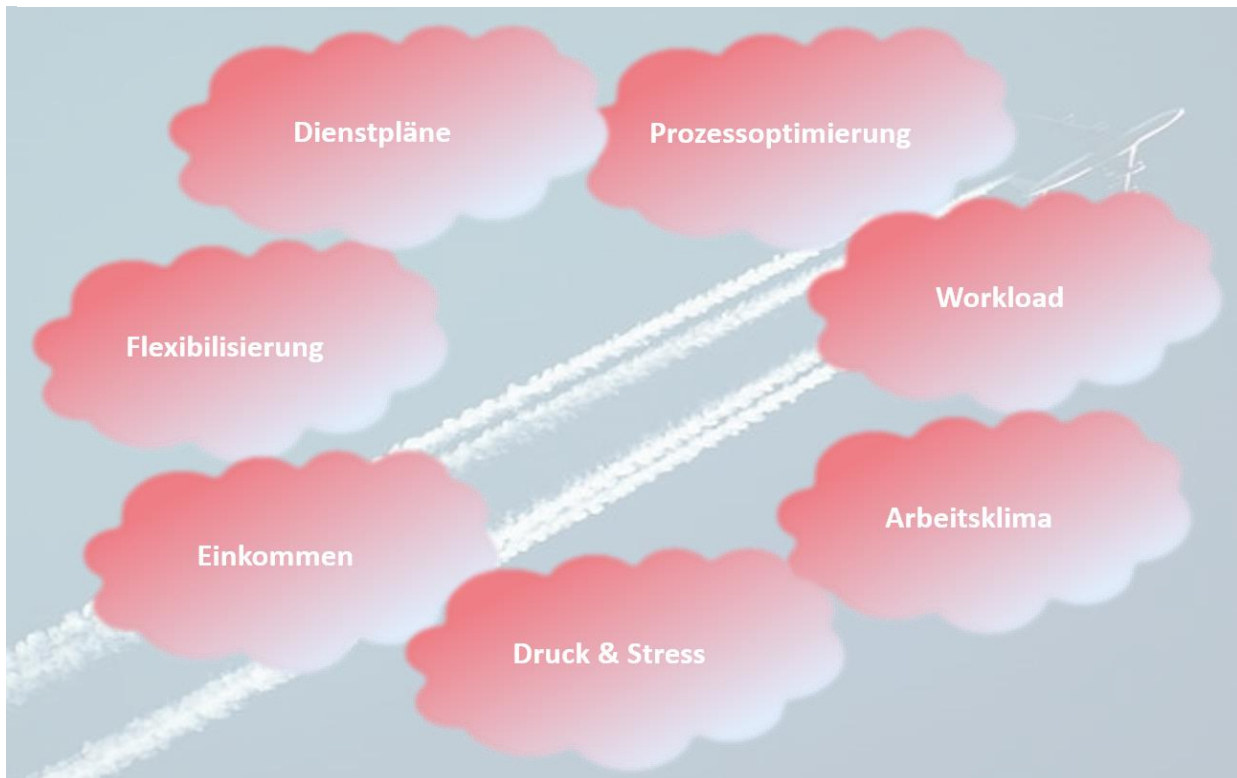 Dienstpläne
Prozessoptimierung
Workload
Flexibilisierung
Arbeitsklima
Einkommen
Druck & Stress